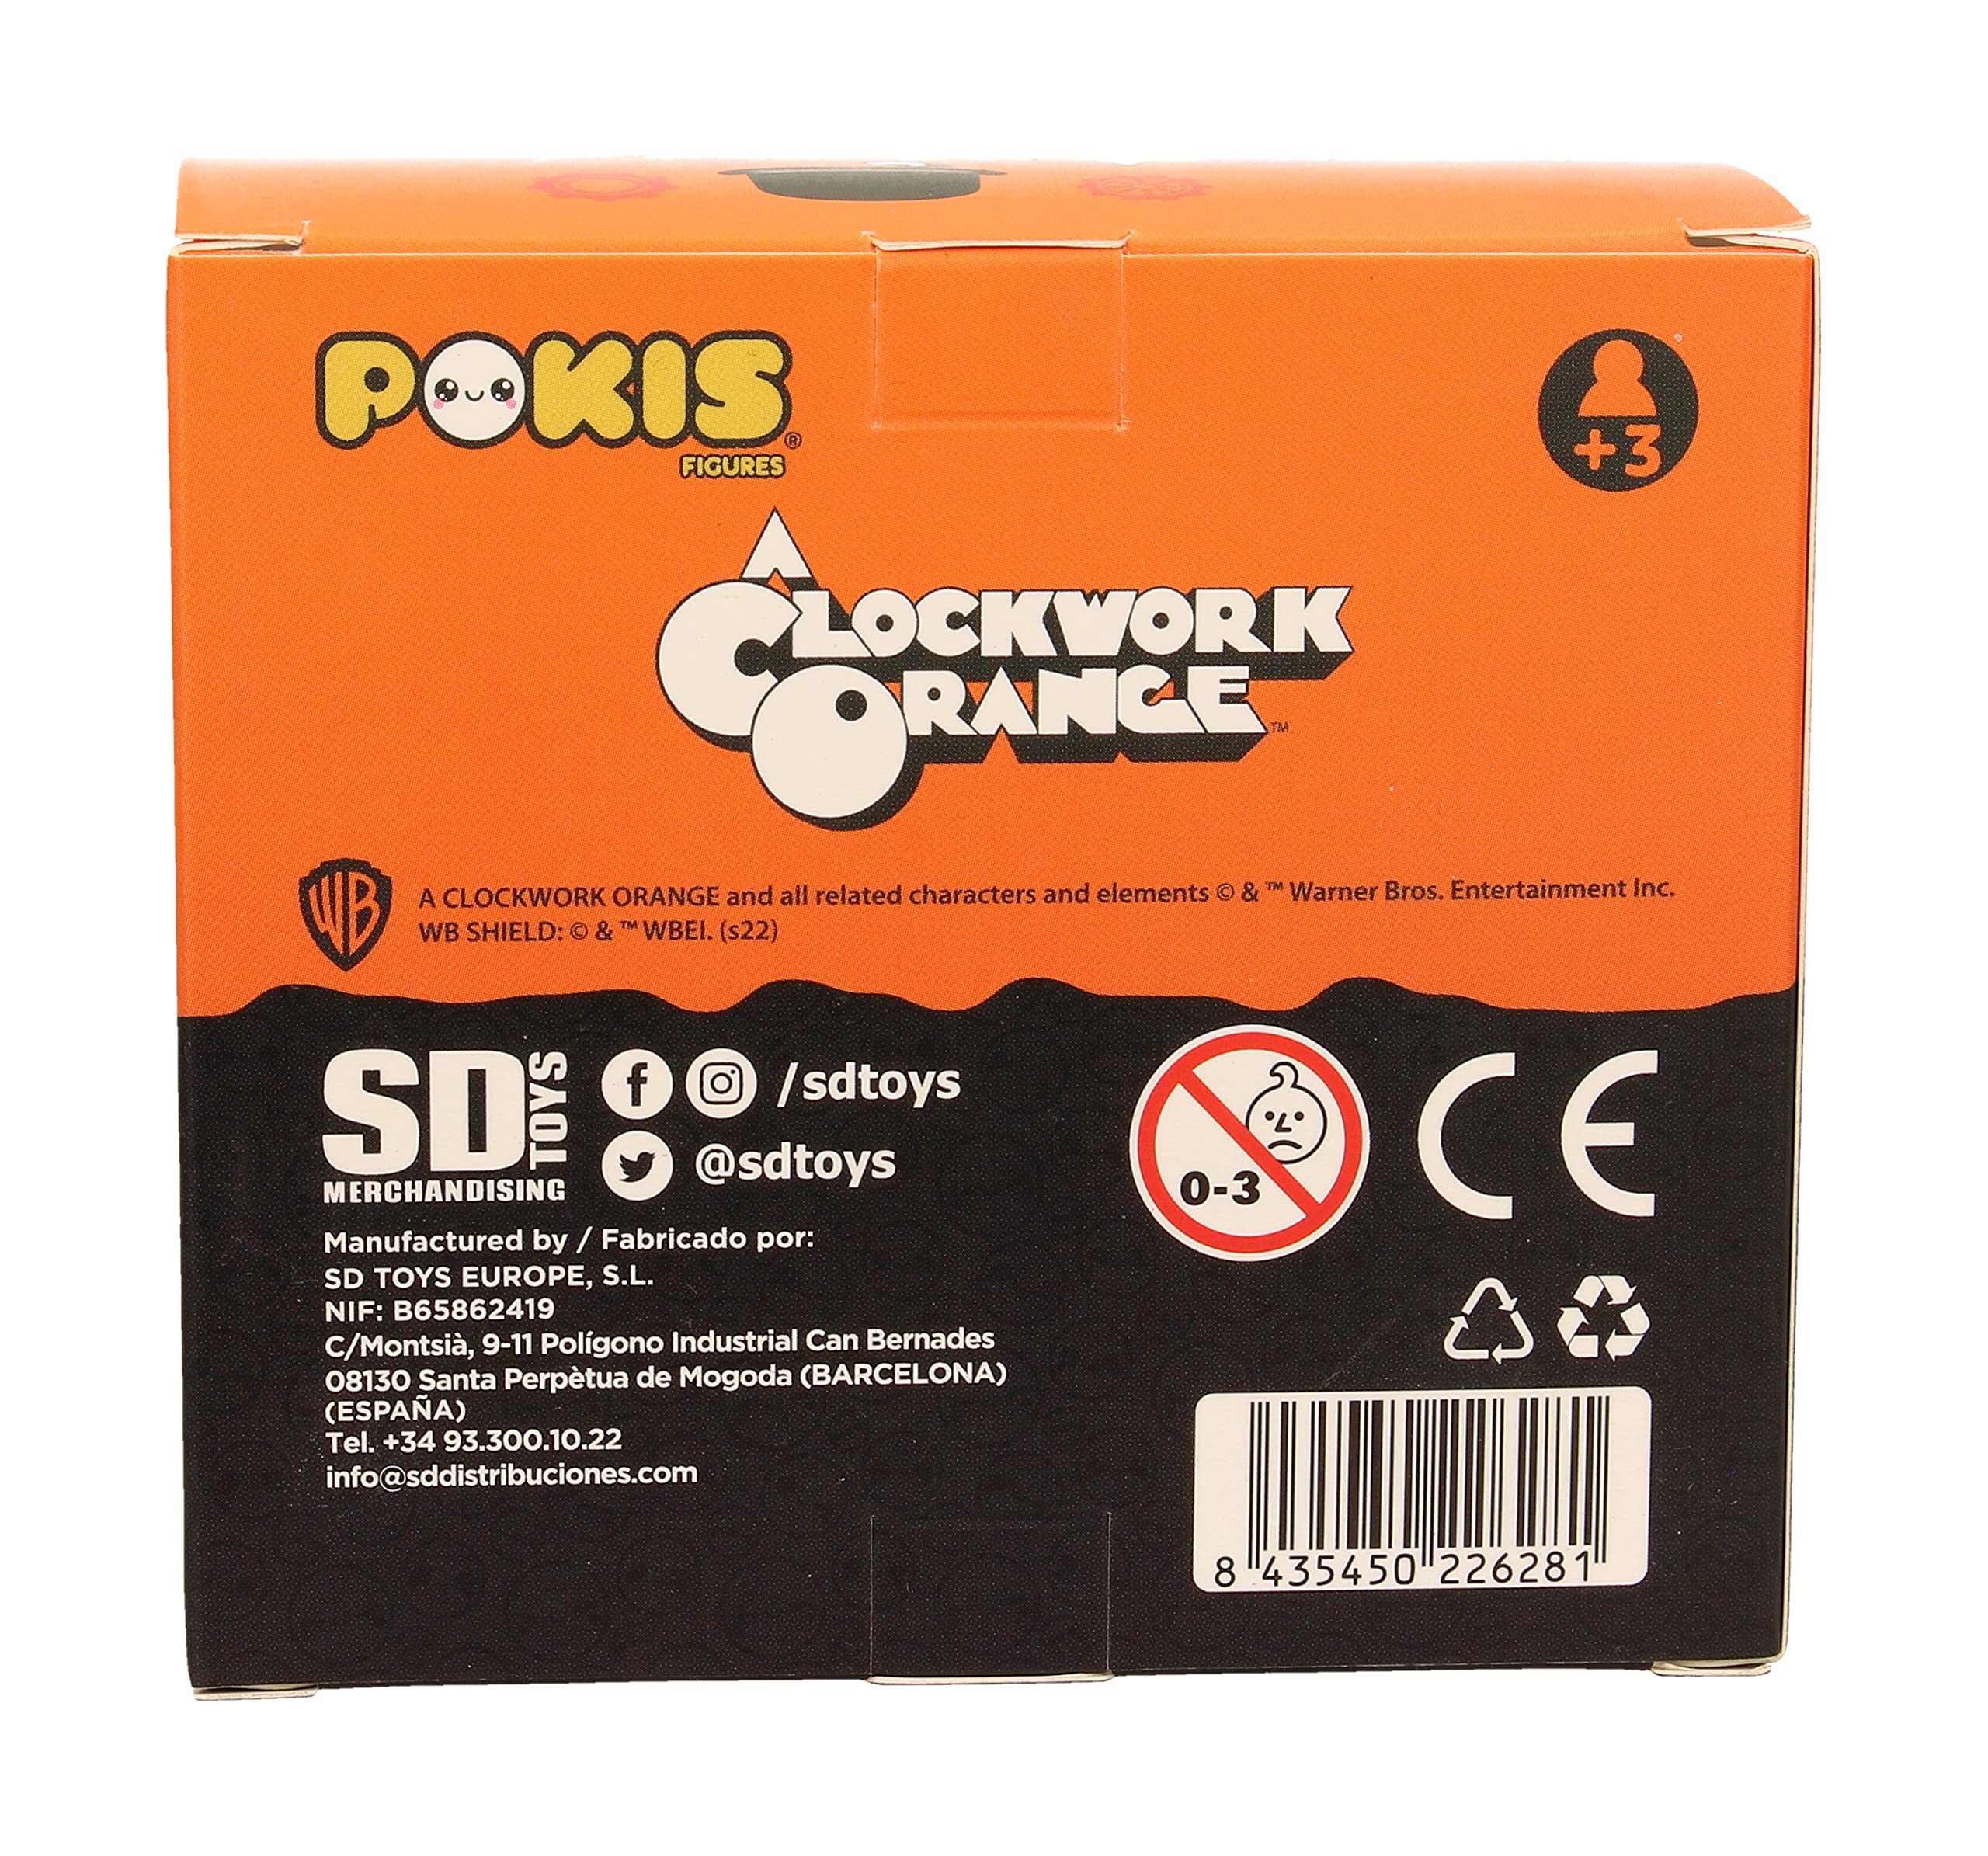 POKIS®
FIGURES
+3
A
CLOCKWORK
ORANGE™
WB
A CLOCKWORK ORANGE and all related characters and elements © & ™ Warner Bros. Entertainment Inc.
WB SHIELD: © & ™ WBEI. (s22)
SD TOYS
MERCHANDISING
/sdtoys
@sdtoys
0-3
CE
Manufactured by / Fabricado por:
SD TOYS EUROPE, S.L.
NIF: B65862419
C/Montsià, 9-11 Polígono Industrial Can Bernades
08130 Santa Perpètua de Mogoda (BARCELONA)
(ESPAÑA)
Tel. +34 93.300.10.22
info@sddistribuciones.com
8 435450 226281